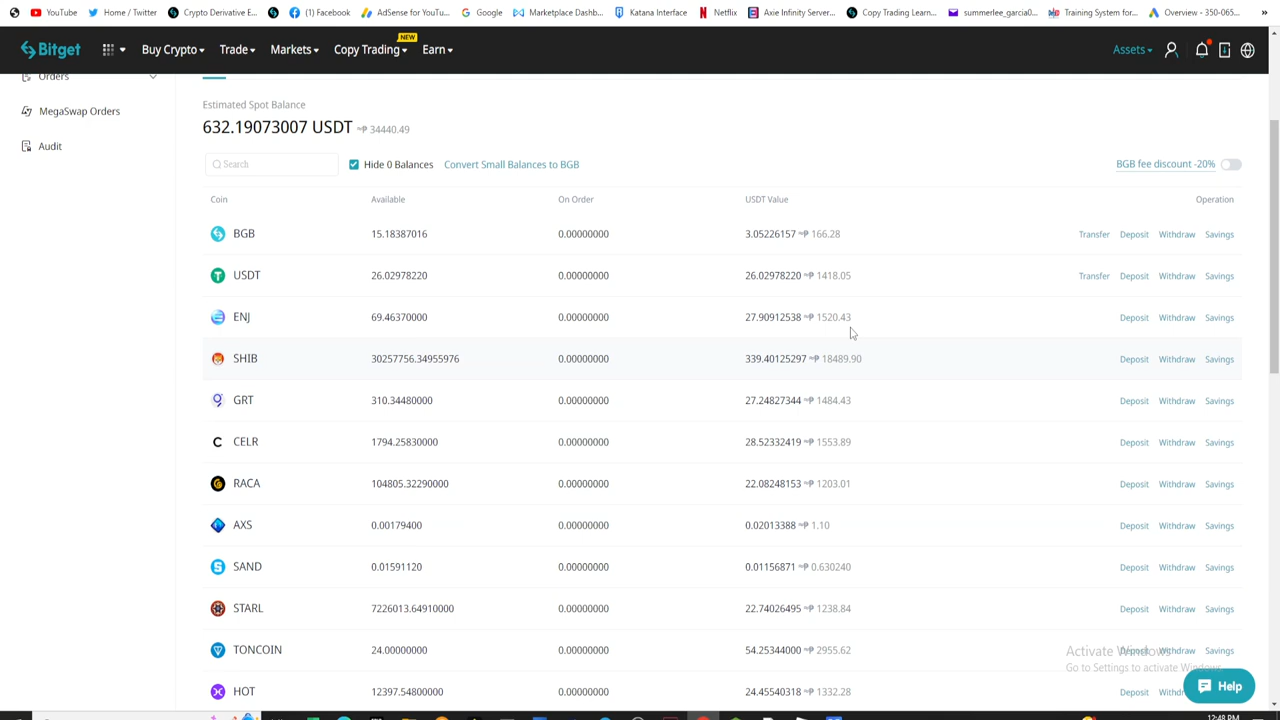 YouTube Home / Twitter Crypto Derivative E... (1) Facebook AdSense for YouTu... Google Marketplace Dashb... Katana Interface Netflix Axie Infinity Server... Copy Trading Learn... summerlee_garcia0... Training System for... Overview - 350-065... »
Bitget Buy Crypto Trade Markets Copy Trading NEW Earn Assets
Orders
MegaSwap Orders
Audit
Estimated Spot Balance
632.19073007 USDT ≈₱ 34440.49
Search Hide 0 Balances Convert Small Balances to BGB BGB fee discount -20%
Coin Available On Order USDT Value Operation
BGB 15.18387016 0.00000000 3.05226157 ≈₱ 166.28 Transfer Deposit Withdraw Savings
USDT 26.02978220 0.00000000 26.02978220 ≈₱ 1418.05 Transfer Deposit Withdraw Savings
ENJ 69.46370000 0.00000000 27.90912538 ≈₱ 1520.43 Deposit Withdraw Savings
SHIB 30257756.34955976 0.00000000 339.40125297 ≈₱ 18489.90 Deposit Withdraw Savings
GRT 310.34480000 0.00000000 27.24827344 ≈₱ 1484.43 Deposit Withdraw Savings
CELR 1794.25830000 0.00000000 28.52332419 ≈₱ 1553.89 Deposit Withdraw Savings
RACA 104805.32290000 0.00000000 22.08248153 ≈₱ 1203.01 Deposit Withdraw Savings
AXS 0.00179400 0.00000000 0.02013388 ≈₱ 1.10 Deposit Withdraw Savings
SAND 0.01591120 0.00000000 0.01156871 ≈₱ 0.630240 Deposit Withdraw Savings
STARL 7226013.64910000 0.00000000 22.74026495 ≈₱ 1238.84 Deposit Withdraw Savings
TONCOIN 24.00000000 0.00000000 54.25344000 ≈₱ 2955.62 Deposit Withdraw Savings
Activate Windows
Go to Settings to activate Windows.
HOT 12397.54800000 0.00000000 24.45540318 ≈₱ 1332.28 Deposit
Help
12:48 PM